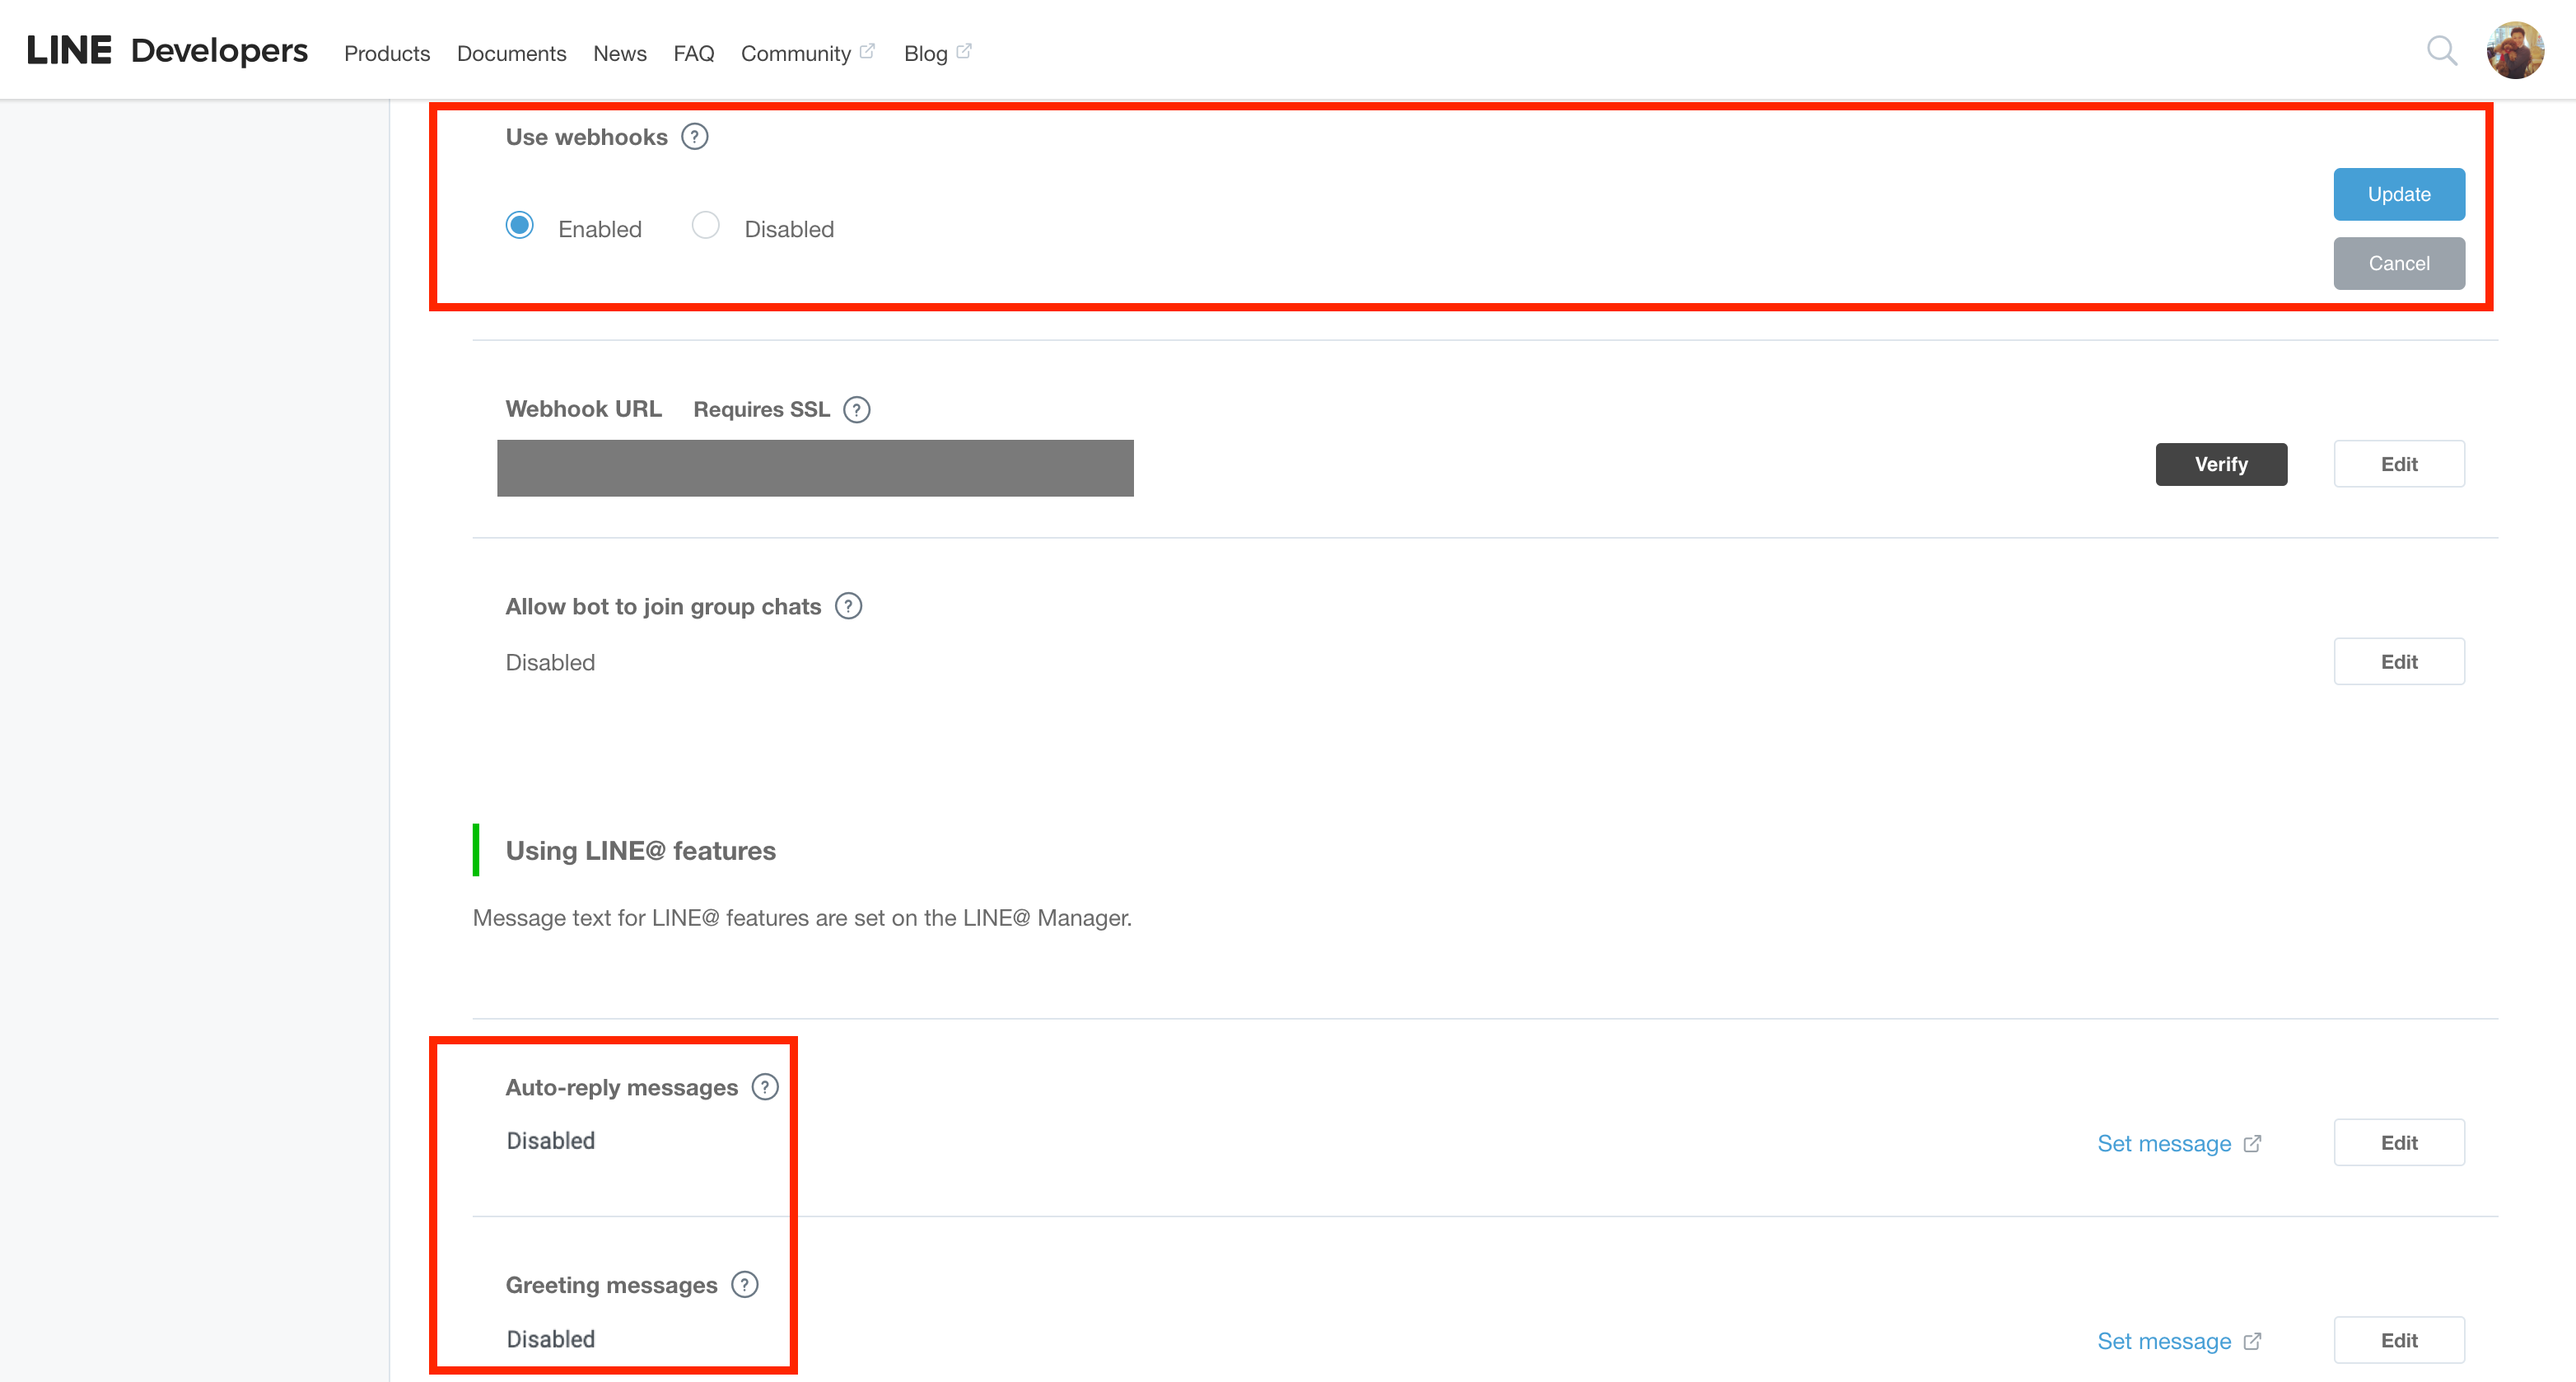 LINE Developers Products Documents News FAQ Community Blog
Use webhooks ?
Enabled Disabled
Update
Cancel
Webhook URL Requires SSL ?
Verify Edit
Allow bot to join group chats ?
Disabled
Edit
Using LINE@ features
Message text for LINE@ features are set on the LINE@ Manager.
Auto-reply messages ?
Disabled
Set message Edit
Greeting messages ?
Disabled
Set message Edit